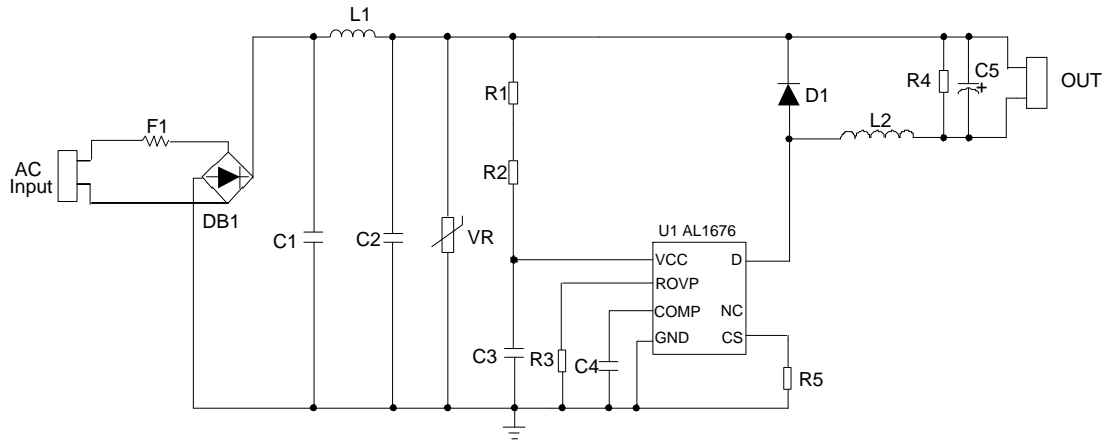 L1
R1
D1
R4
C5
OUT
L2
F1
AC
Input
R2
DB1
C1
C2
VR
U1 AL1676
VCC
D
ROVP
COMP
NC
GND
CS
C3
R3
C4
R5
+